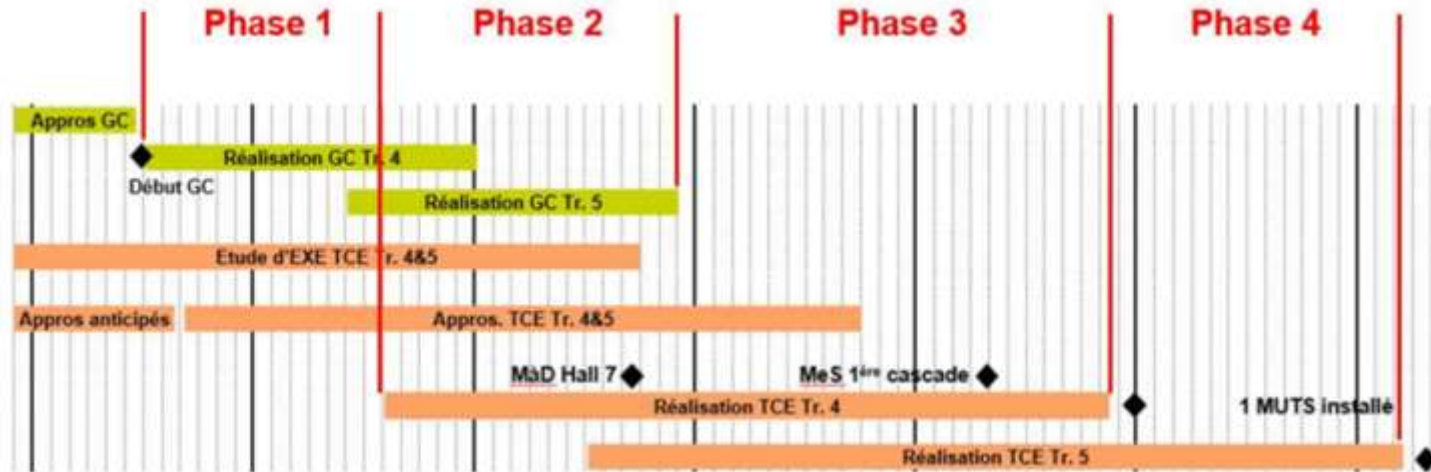 Phase 1 Phase 2 Phase 3 Phase 4
Appros GC
Réalisation GC Tr. 4
Début GC
Réalisation GC Tr. 5
Etude d'EXE TCE Tr. 4&5
Appros anticipés Appros. TCE Tr. 4&5
MàD Hall 7 MeS 1ère cascade
Réalisation TCE Tr. 4 1 MUTS installé
Réalisation TCE Tr. 5